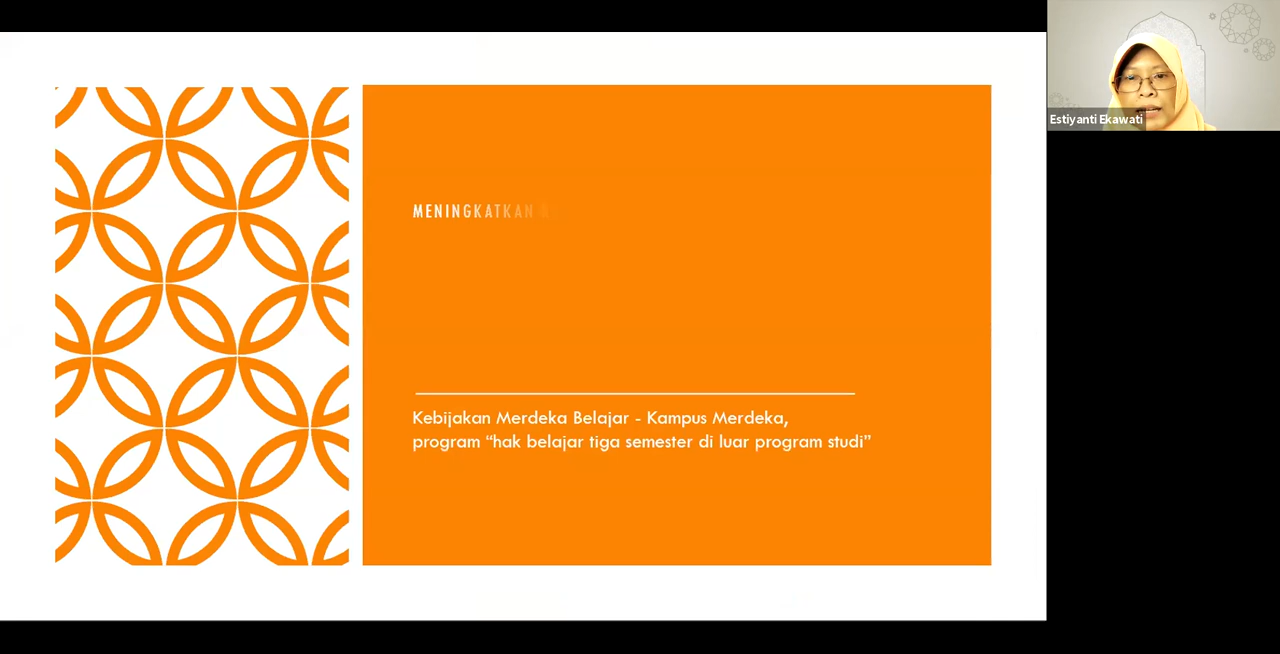 MENINGKATKAN
Kebijakan Merdeka Belajar - Kampus Merdeka,
program “hak belajar tiga semester di luar program studi”
Estiyanti Ekawati